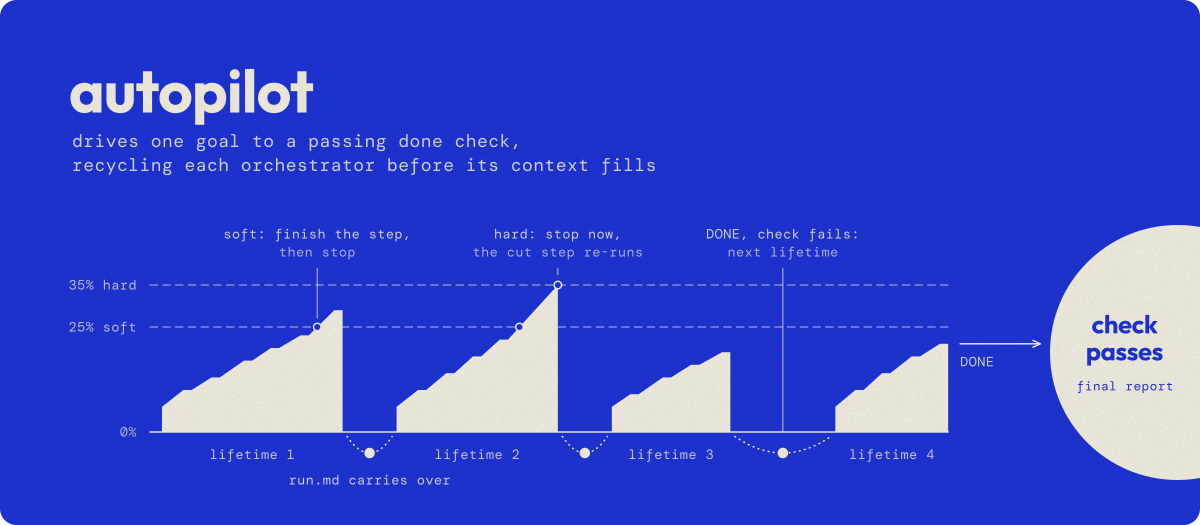 autopilot
drives one goal to a passing done check,
recycling each orchestrator before its context fills
soft: finish the step,
then stop
hard: stop now,
the cut step re-runs
DONE, check fails:
next lifetime
35% hard
25% soft
0%
check
passes
final report
DONE
lifetime 1
lifetime 2
lifetime 3
lifetime 4
run.md carries over